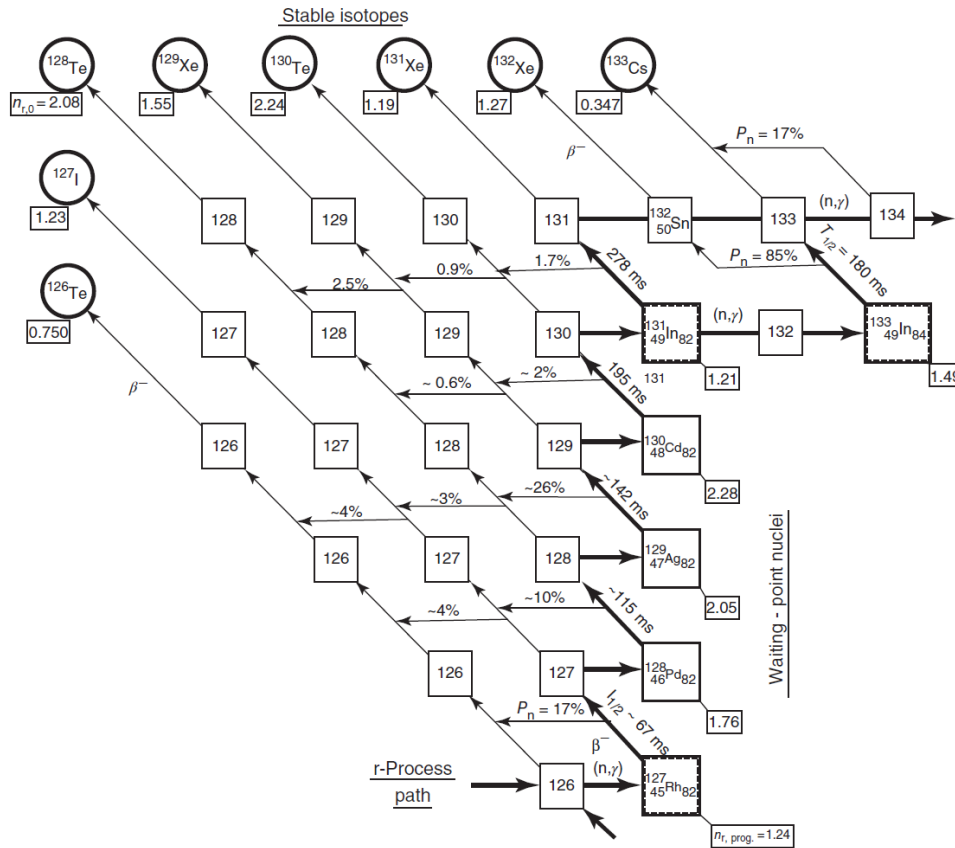 Stable isotopes
128Te
129Xe
130Te
131Xe
132Xe
133Cs
nr,0 = 2.08
1.55
2.24
1.19
1.27
0.347
Pn = 17%
β−
127I
1.23
128
129
130
131
132 50Sn
133
(n,γ)
134
T1/2 = 180 ms
Pn = 85%
1.7%
278 ms
0.9%
2.5%
126Te
0.750
127
128
129
130
131 49In82
(n,γ)
132
133 49In84
1.21
1.49
131
195 ms
~ 2%
~ 0.6%
β−
126
127
128
129
130 48Cd82
2.28
~142 ms
~26%
~3%
~4%
126
127
128
129 47Ag82
2.05
~115 ms
~10%
~4%
126
127
128 46Pd82
1.76
Waiting - point nuclei
I1/2 ~ 67 ms
Pn = 17%
β−
(n,γ)
r-Process
path
126
127 45Rh82
nr, prog. = 1.24